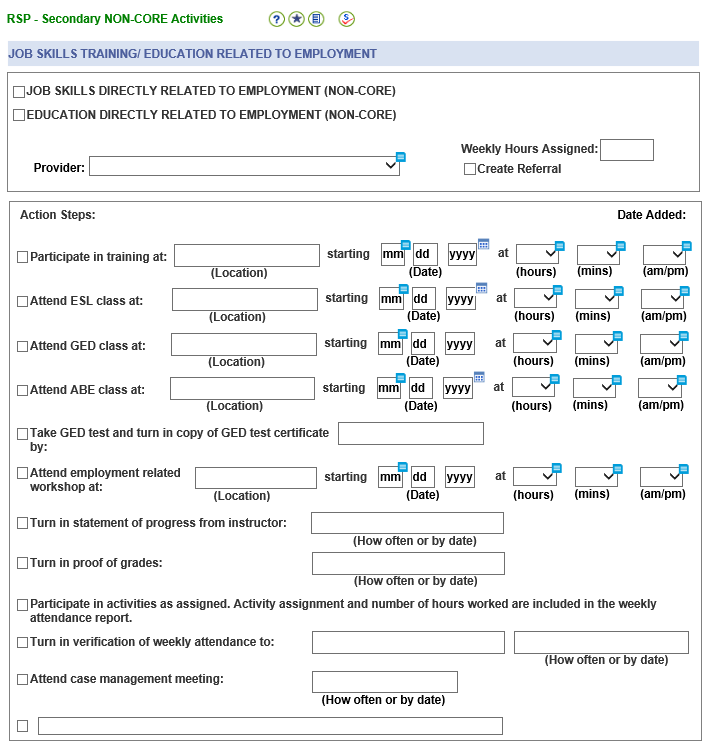 RSP - Secondary NON-CORE Activities
JOB SKILLS TRAINING/ EDUCATION RELATED TO EMPLOYMENT
JOB SKILLS DIRECTLY RELATED TO EMPLOYMENT (NON-CORE)
EDUCATION DIRECTLY RELATED TO EMPLOYMENT (NON-CORE)
Weekly Hours Assigned:
Provider: Create Referral
Action Steps: Date Added:
Participate in training at: starting mm dd yyyy at
(Location) (Date) (hours) (mins) (am/pm)
Attend ESL class at: starting mm dd yyyy at
(Location) (Date) (hours) (mins) (am/pm)
Attend GED class at: starting mm dd yyyy at
(Location) (Date) (hours) (mins) (am/pm)
Attend ABE class at: starting mm dd yyyy at
(Location) (Date) (hours) (mins) (am/pm)
Take GED test and turn in copy of GED test certificate
by:
Attend employment related starting mm dd yyyy at
workshop at:
(Location) (Date) (hours) (mins) (am/pm)
Turn in statement of progress from instructor:
(How often or by date)
Turn in proof of grades:
(How often or by date)
Participate in activities as assigned. Activity assignment and number of hours worked are included in the weekly
attendance report.
Turn in verification of weekly attendance to:
(How often or by date)
Attend case management meeting:
(How often or by date)